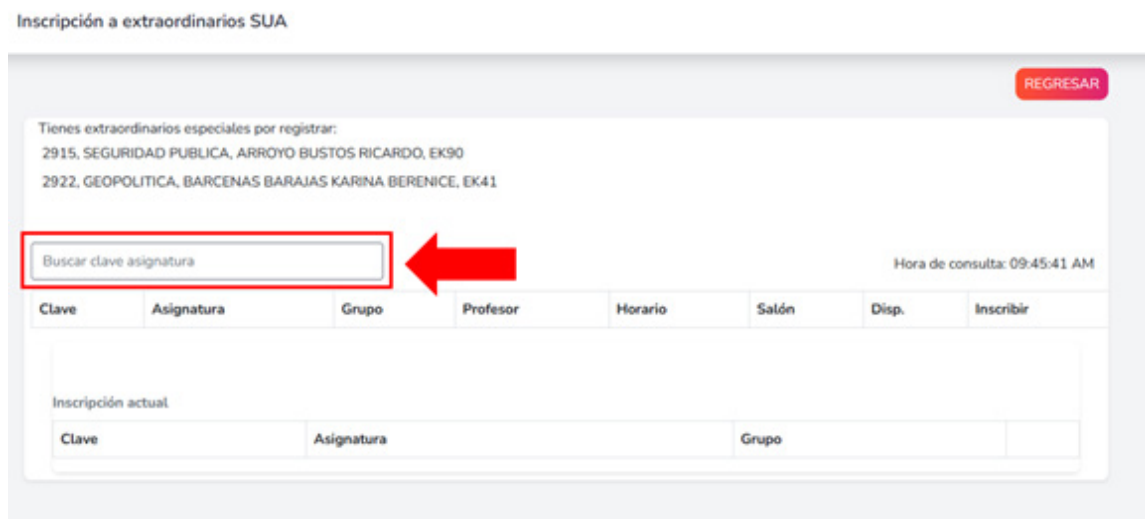 Inscripción a extraordinarios SUA
REGRESAR
Tienes extraordinarios especiales por registrar:
2915, SEGURIDAD PUBLICA, ARROYO BUSTOS RICARDO, EK90
2922, GEOPOLITICA, BARCENAS BARAJAS KARINA BERENICE, EK41
Buscar clave asignatura
Hora de consulta: 09:45:41 AM
Clave Asignatura Grupo Profesor Horario Salón Disp. Inscribir
Inscripción actual
Clave Asignatura Grupo